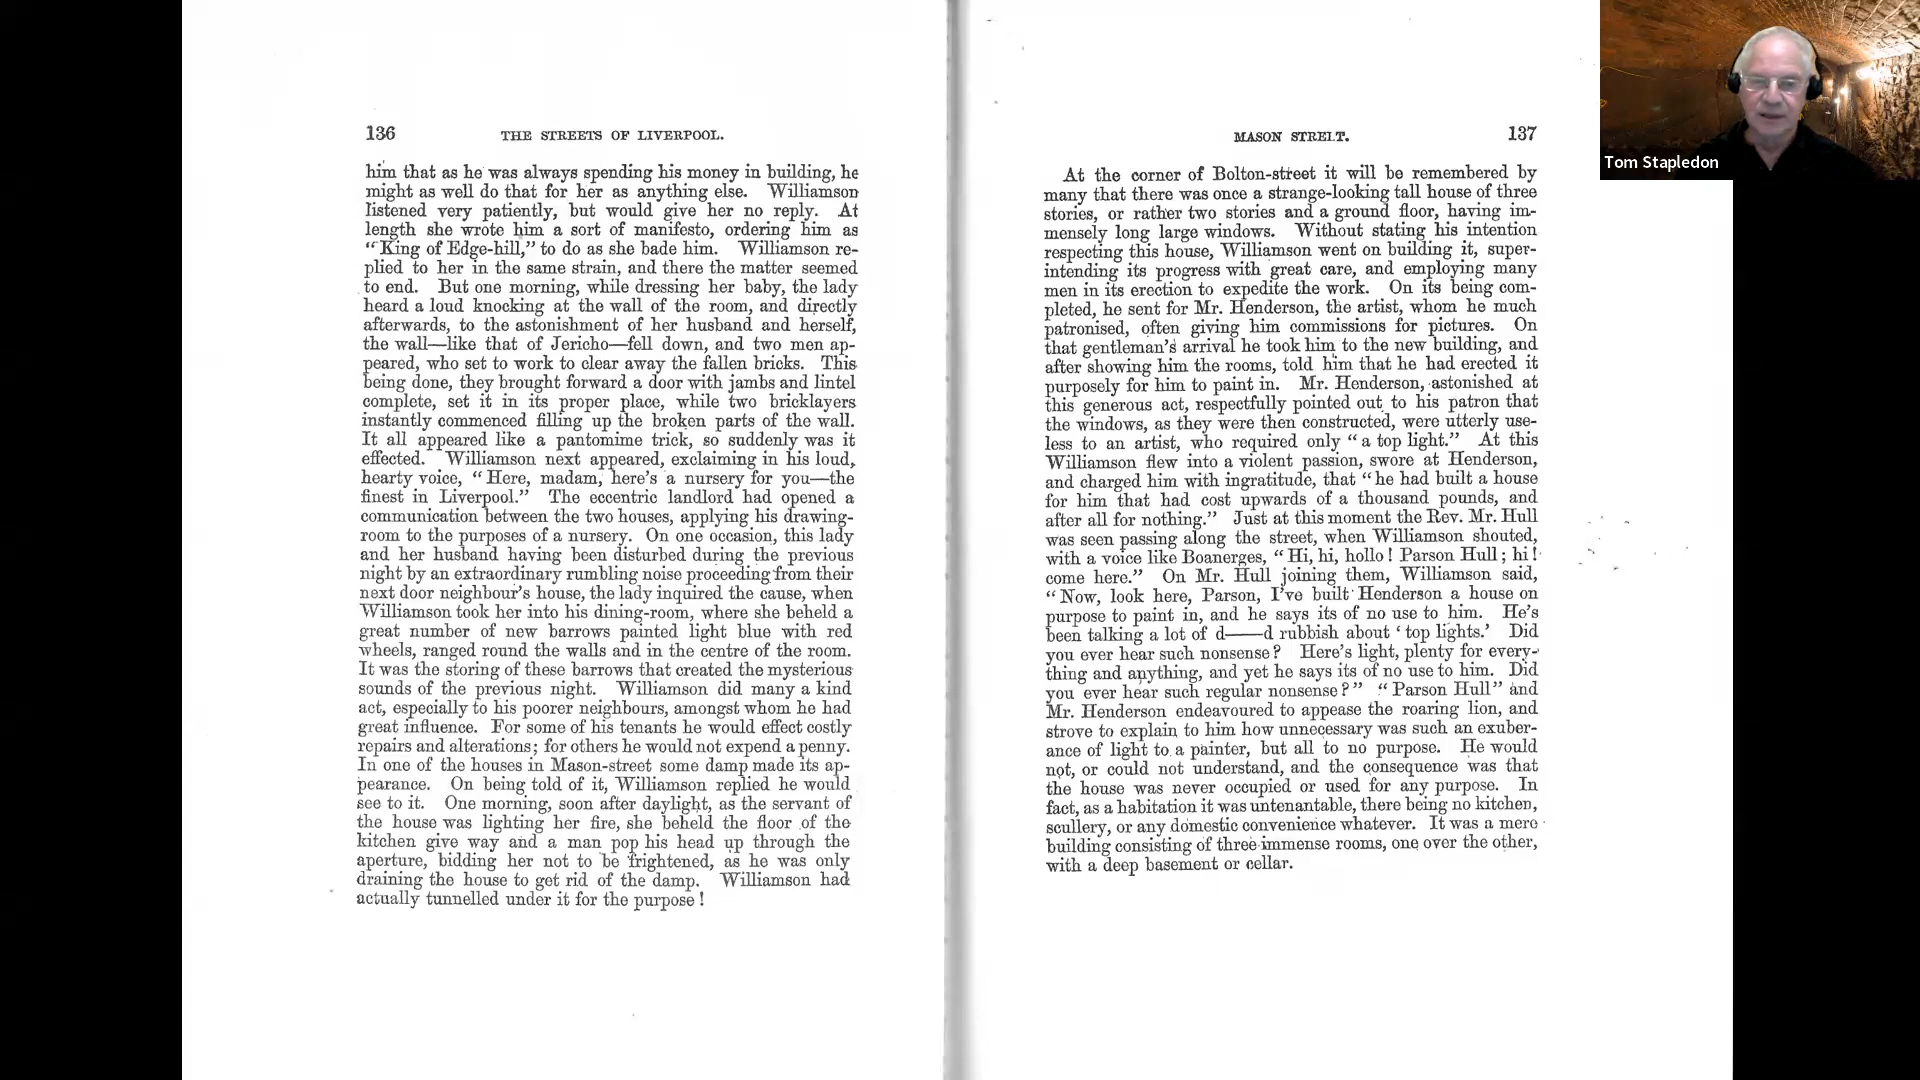 136
THE STREETS OF LIVERPOOL.
him that as he was always spending his money in building, he
might as well do that for her as anything else. Williamson
listened very patiently, but would give her no reply. At
length she wrote him a sort of manifesto, ordering him as
“King of Edge-hill,” to do as she bade him. Williamson re-
plied to her in the same strain, and there the matter seemed
to end. But one morning, while dressing her baby, the lady
heard a loud knocking at the wall of the room, and directly
afterwards, to the astonishment of her husband and herself,
the wall—like that of Jericho—fell down, and two men ap-
peared, who set to work to clear away the fallen bricks. This
being done, they brought forward a door with jambs and lintel
complete, set it in its proper place, while two bricklayers
instantly commenced filling up the broken parts of the wall.
It all appeared like a pantomime trick, so suddenly was it
effected. Williamson next appeared, exclaiming in his loud,
hearty voice, “Here, madam, here's a nursery for you—the
finest in Liverpool.” The eccentric landlord had opened a
communication between the two houses, applying his drawing-
room to the purposes of a nursery. On one occasion, this lady
and her husband having been disturbed during the previous
night by an extraordinary rumbling noise proceeding from their
next door neighbour's house, the lady inquired the cause, when
Williamson took her into his dining-room, where she beheld a
great number of new barrows painted light blue with red
wheels, ranged round the walls and in the centre of the room.
It was the storing of these barrows that created the mysterious
sounds of the previous night. Williamson did many a kind
act, especially to his poorer neighbours, amongst whom he had
great influence. For some of his tenants he would effect costly
repairs and alterations; for others he would not expend a penny.
In one of the houses in Mason-street some damp made its ap-
pearance. On being told of it, Williamson replied he would
see to it. One morning, soon after daylight, as the servant of
the house was lighting her fire, she beheld the floor of the
kitchen give way and a man pop his head up through the
aperture, bidding her not to be frightened, as he was only
draining the house to get rid of the damp. Williamson had
actually tunnelled under it for the purpose!
MASON STREET.
137
At the corner of Bolton-street it will be remembered by
many that there was once a strange-looking tall house of three
stories, or rather two stories and a ground floor, having im-
mensely long large windows. Without stating his intention
respecting this house, Williamson went on building it, super-
intending its progress with great care, and employing many
men in its erection to expedite the work. On its being com-
pleted, he sent for Mr. Henderson, the artist, whom he much
patronised, often giving him commissions for pictures. On
that gentleman's arrival he took him to the new building, and
after showing him the rooms, told him that he had erected it
purposely for him to paint in. Mr. Henderson, astonished at
this generous act, respectfully pointed out to his patron that
the windows, as they were then constructed, were utterly use-
less to an artist, who required only “a top light.” At this
Williamson flew into a violent passion, swore at Henderson,
and charged him with ingratitude, that “he had built a house
for him that had cost upwards of a thousand pounds, and
after all for nothing.” Just at this moment the Rev. Mr. Hull
was seen passing along the street, when Williamson shouted,
with a voice like Boanerges, “Hi, hi, hollo! Parson Hull; hi!
come here.” On Mr. Hull joining them, Williamson said,
“Now, look here, Parson, I've built Henderson a house on
purpose to paint in, and he says its of no use to him. He's
been talking a lot of d——d rubbish about ‘top lights.’ Did
you ever hear such nonsense? Here's light, plenty for every-
thing and anything, and yet he says its of no use to him. Did
you ever hear such regular nonsense?” “Parson Hull” and
Mr. Henderson endeavoured to appease the roaring lion, and
strove to explain to him how unnecessary was such an exuber-
ance of light to a painter, but all to no purpose. He would
not, or could not understand, and the consequence was that
the house was never occupied or used for any purpose. In
fact, as a habitation it was untenantable, there being no kitchen,
scullery, or any domestic convenience whatever. It was a mere
building consisting of three immense rooms, one over the other,
with a deep basement or cellar.
Tom Stapledon